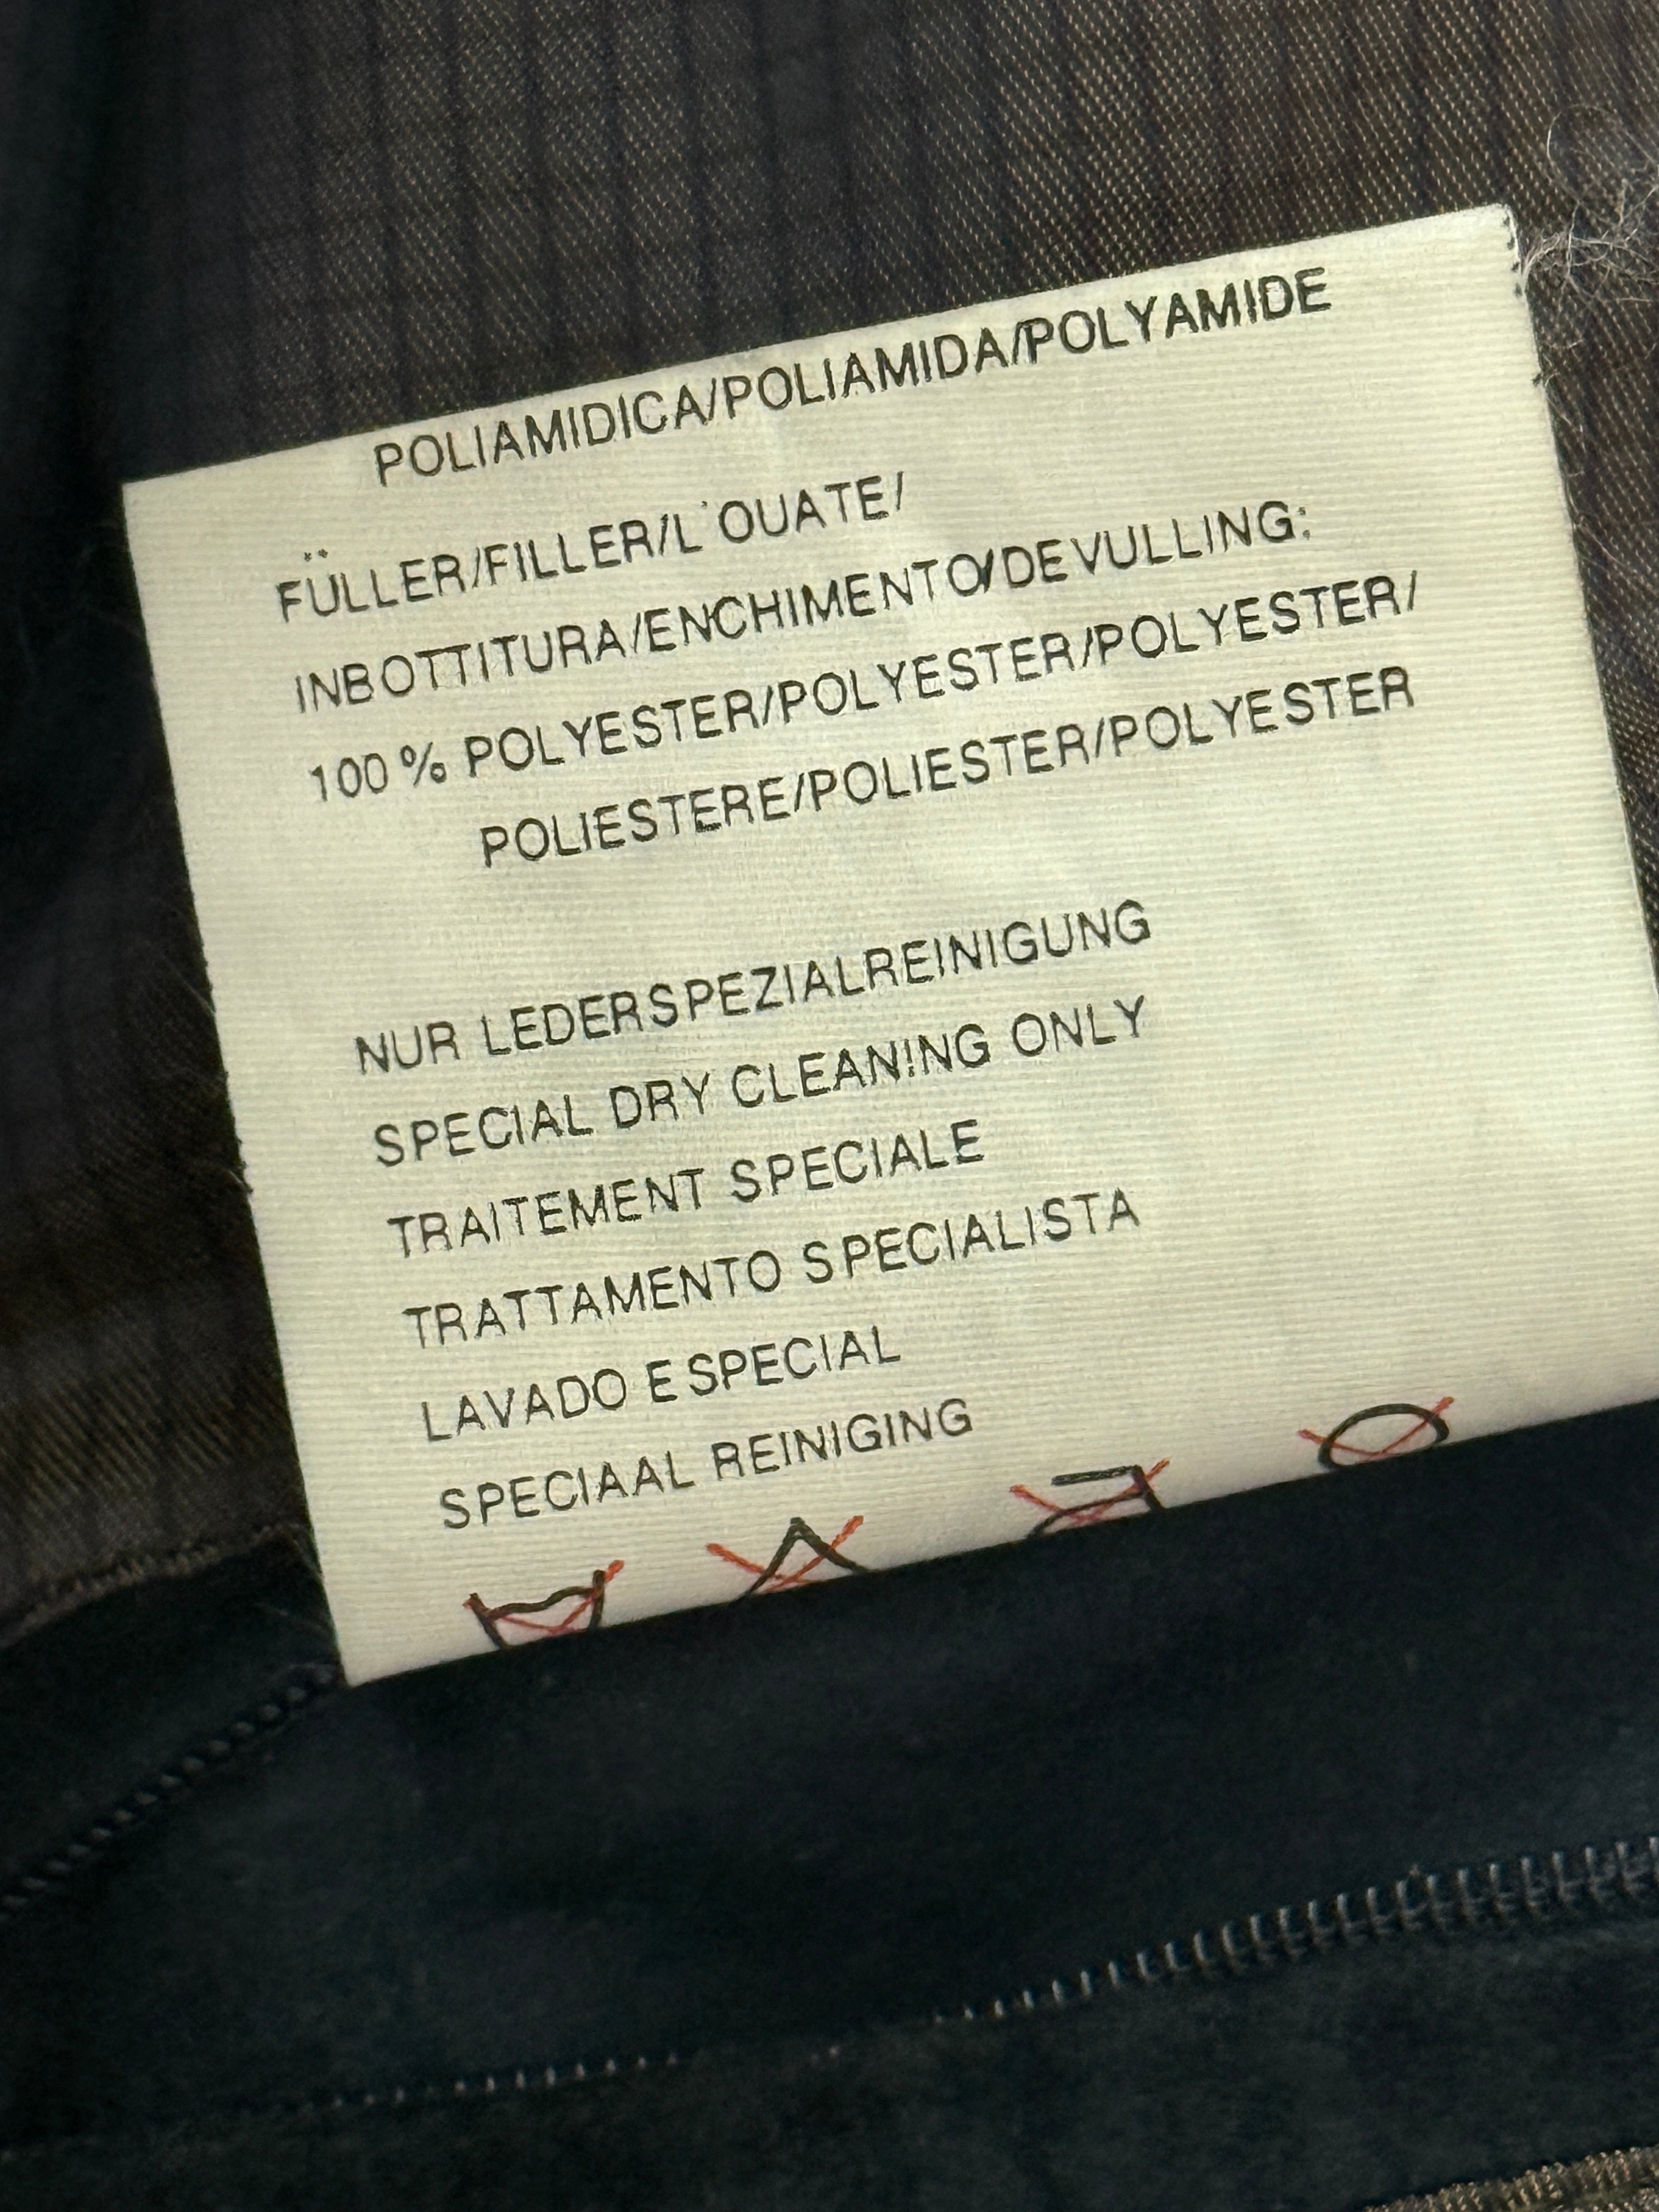 POLIAMIDICA/POLIAMIDA/POLYAMIDE
FÜLLER/FILLER/L'OUATE/
INBOTTITURA/ENCHIMENTO/DEVULLING:
100 % POLYESTER/POLYESTER/POLYESTER/
POLIESTERE/POLIESTER/POLYESTER
NUR LEDERSPEZIALREINIGUNG
SPECIAL DRY CLEANING ONLY
TRAITEMENT SPECIALE
TRATTAMENTO SPECIALISTA
LAVADO ESPECIAL
SPECIAAL REINIGING